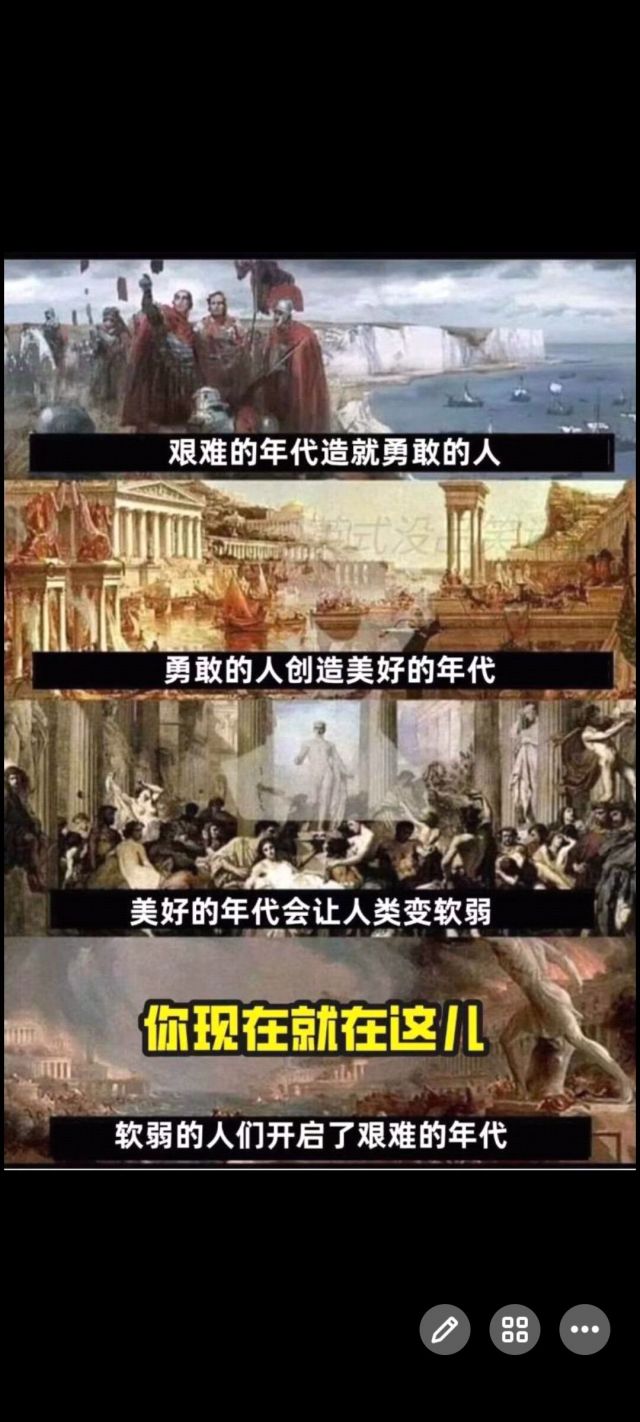 艰难的年代造就勇敢的人
勇敢的人创造美好的年代
美好的年代会让人类变软弱
你现在就在这儿
软弱的人们开启了艰难的年代